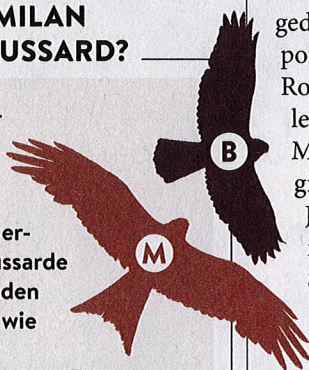 MILAN
USSARD?
B
M
er-
ussarde
den
wie
ged
po
Ro
le
M
g
J